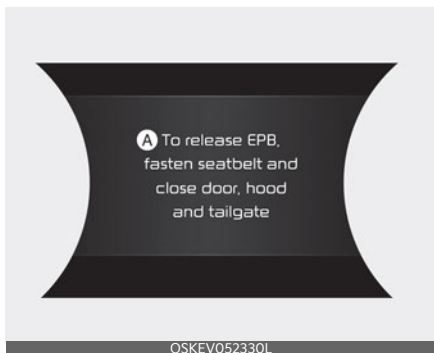 A To release EPB,
fasten seatbelt and
close door, hood
and tailgate
OSKEV052330L